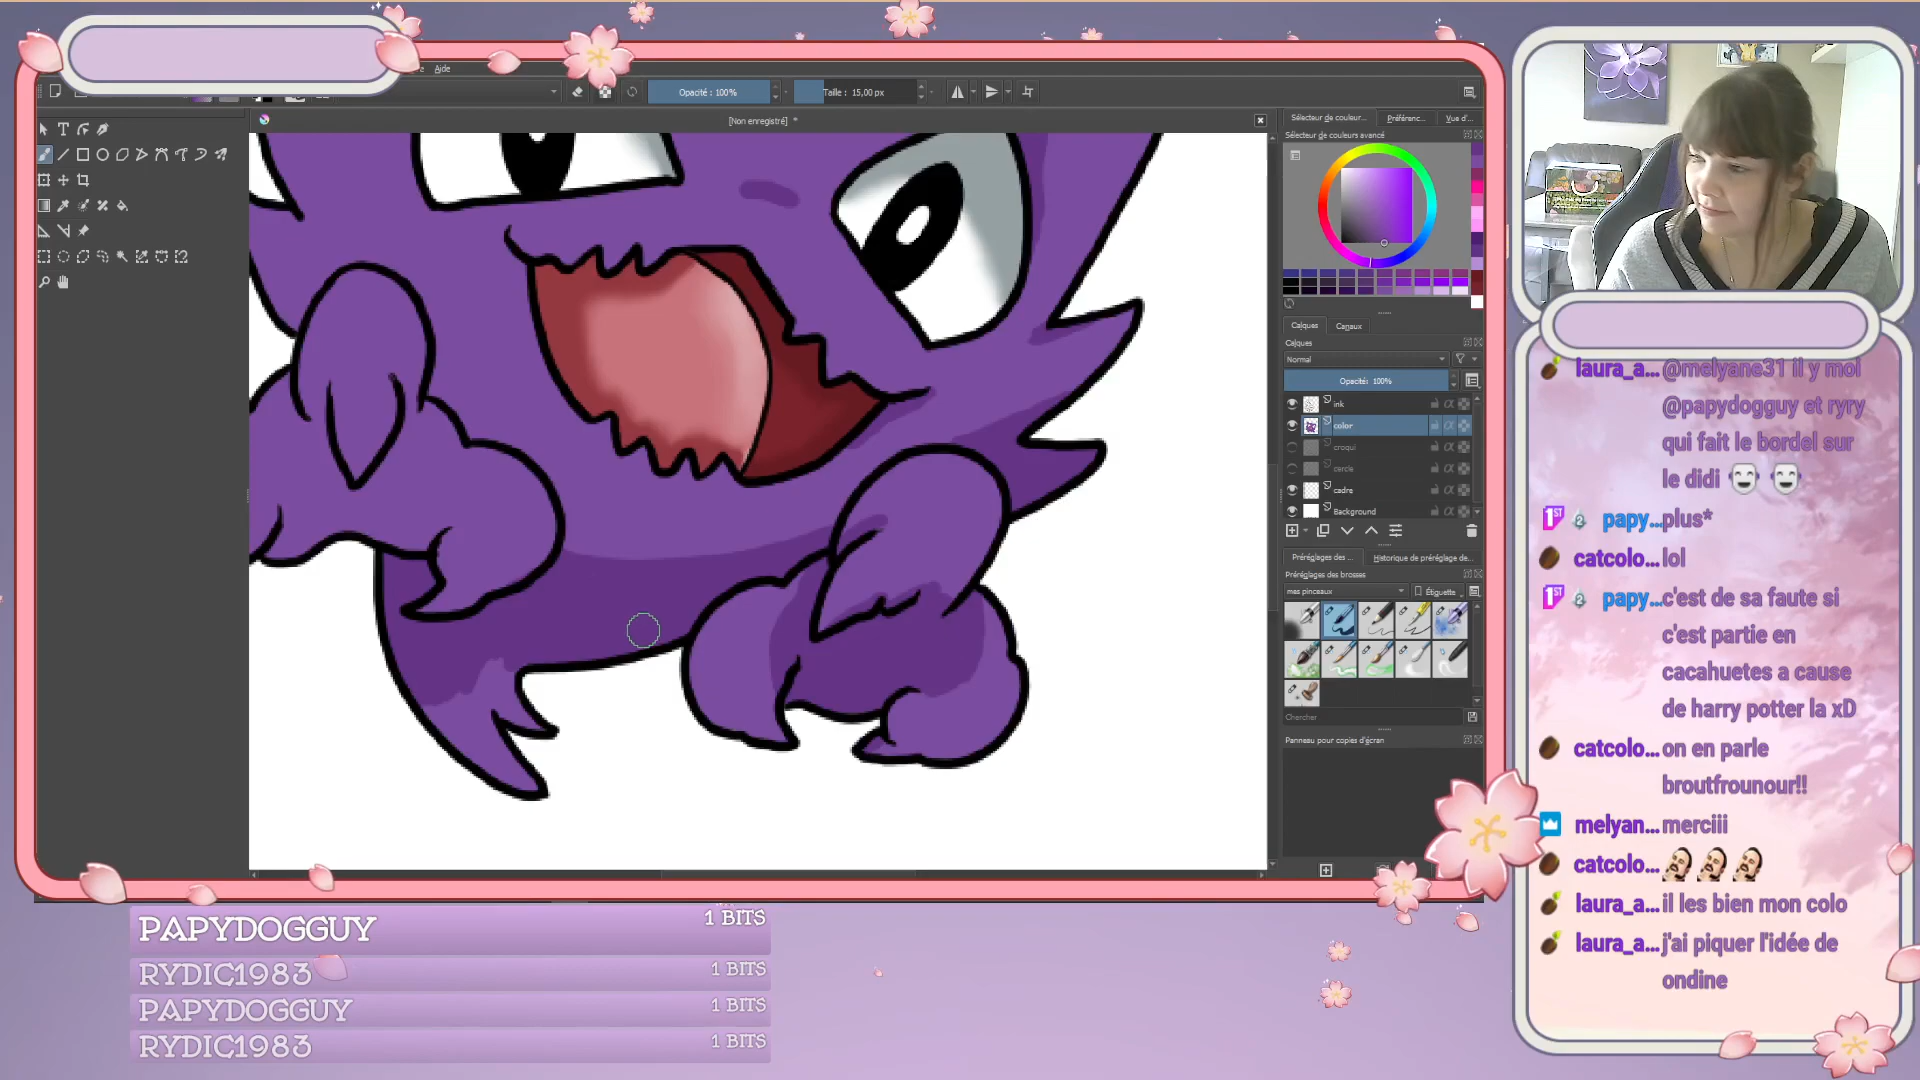 Aide
Opacité : 100%
Taille : 15,00 px
[Non enregistré] *
Sélecteur de couleur...
Préférenc...
Vue d'...
Sélecteur de couleurs avancé
Calques
Canaux
Calques
Normal
Opacité: 100%
ink
color
croqui
cercle
cadre
Background
Préréglages des ...
Historique de préréglage de...
Préréglages des brosses
mes pinceaux
Étiquette
Chercher
Panneau pour copies d'écran
laura_a... @melyane31 il y moi
@papydogguy et ryry
qui fait le bordel sur
le didi
1ST 2 papy... plus*
catcolo... lol
1ST 2 papy... c'est de sa faute si
c'est partie en
cacahuetes a cause
de harry potter la xD
catcolo... on en parle
broutfrounour!!
melyan... merciii
catcolo...
laura_a... il les bien mon colo
laura_a... j'ai piquer l'idée de
ondine
PAPYDOGGUY 1 BITS
RYDIC1983 1 BITS
PAPYDOGGUY 1 BITS
RYDIC1983 1 BITS